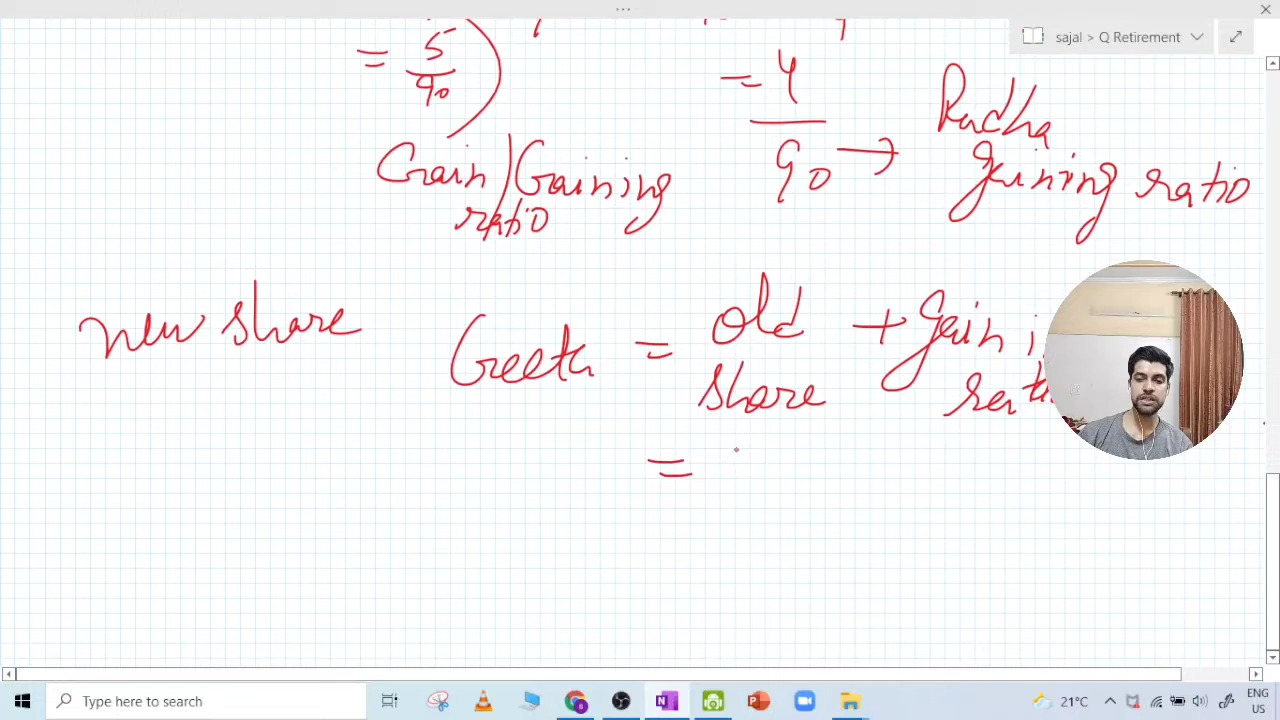 sajal > Q Retirement
= 5/90
= 4/90 → Radha gaining ratio
Gain/Gaining ratio
new share Geeta = old share + gain i
= 
Type here to search
P
21°C
ENG
US